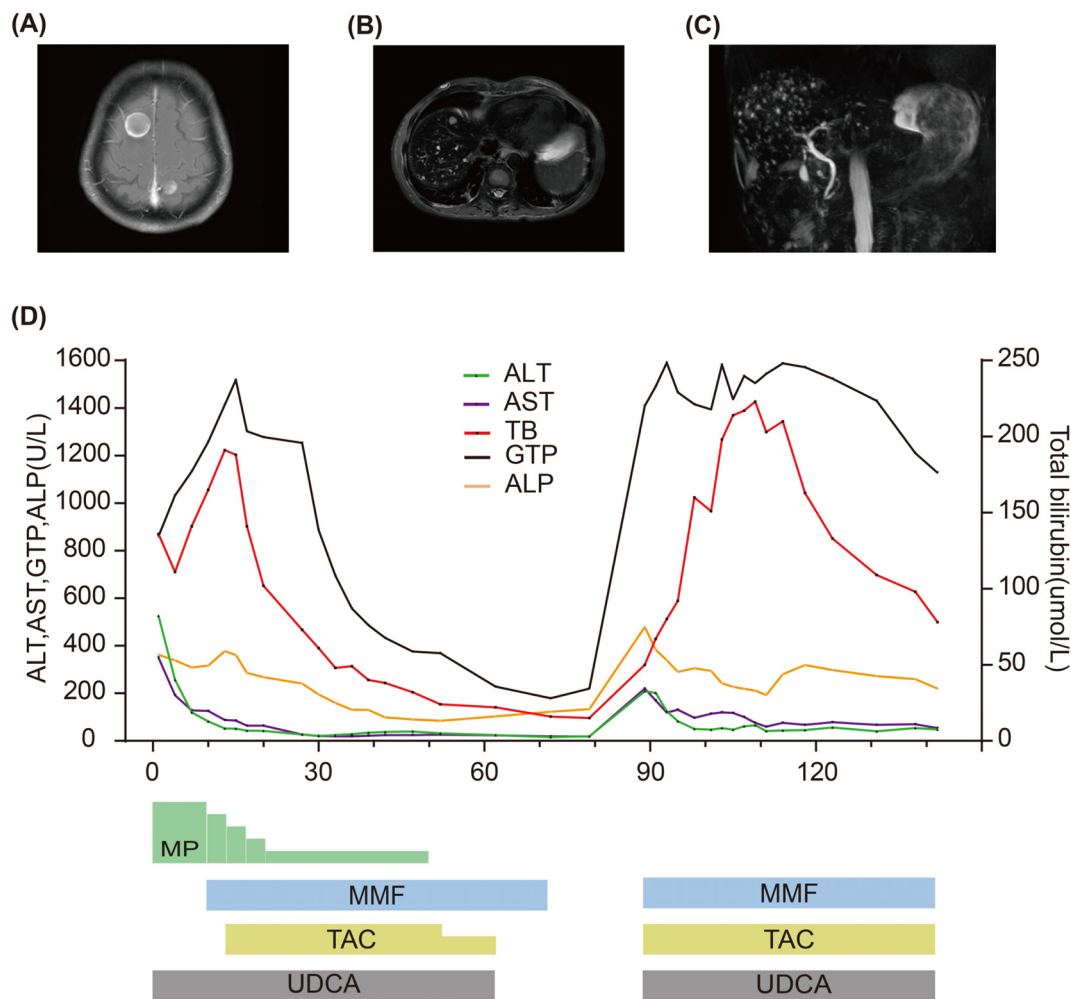 (A)
(B)
(C)
(D)
ALT,AST,GTP,ALP(U/L)
1600
1400
1200
1000
800
600
400
200
0
ALT
AST
TB
GTP
ALP
250
200
150
100
50
0
Total bilirubin(umol/L)
0 30 60 90 120
MP
MMF MMF
TAC TAC
UDCA UDCA